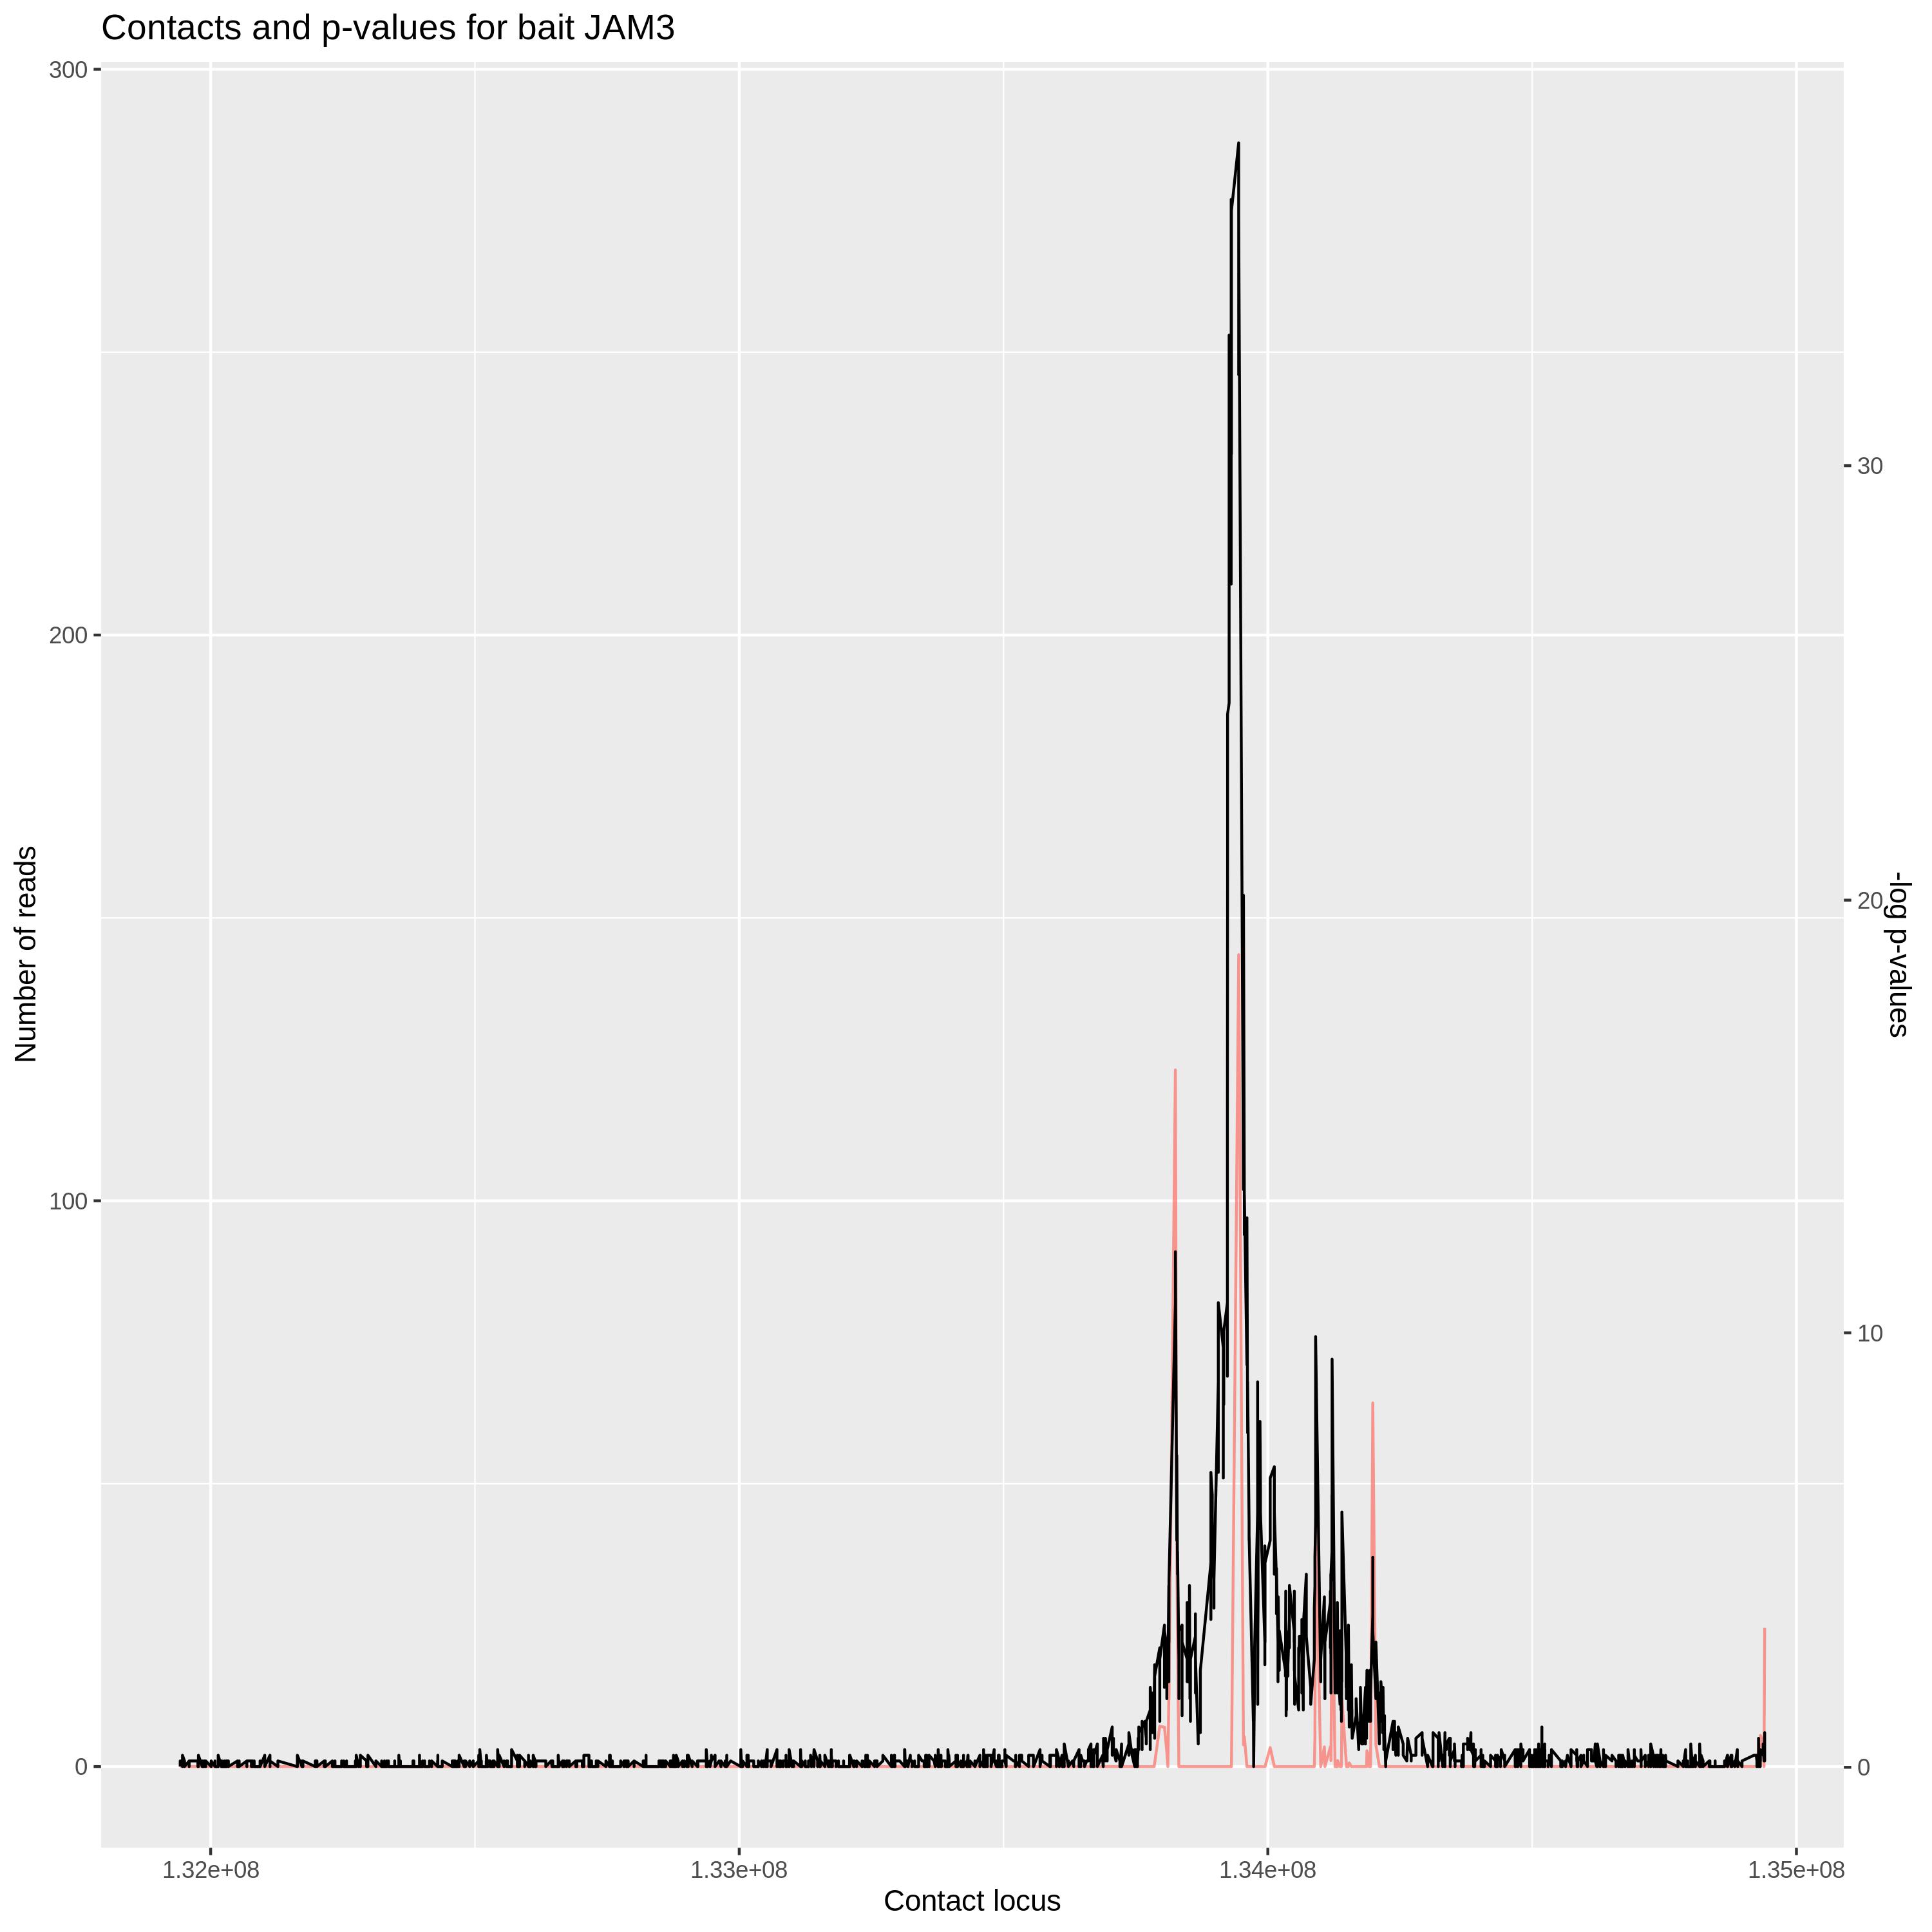 Contacts and p-values for bait JAM3
300
200
100
0
Number of reads
30
20
10
0
-log p-values
1.32e+08
1.33e+08
1.34e+08
1.35e+08
Contact locus